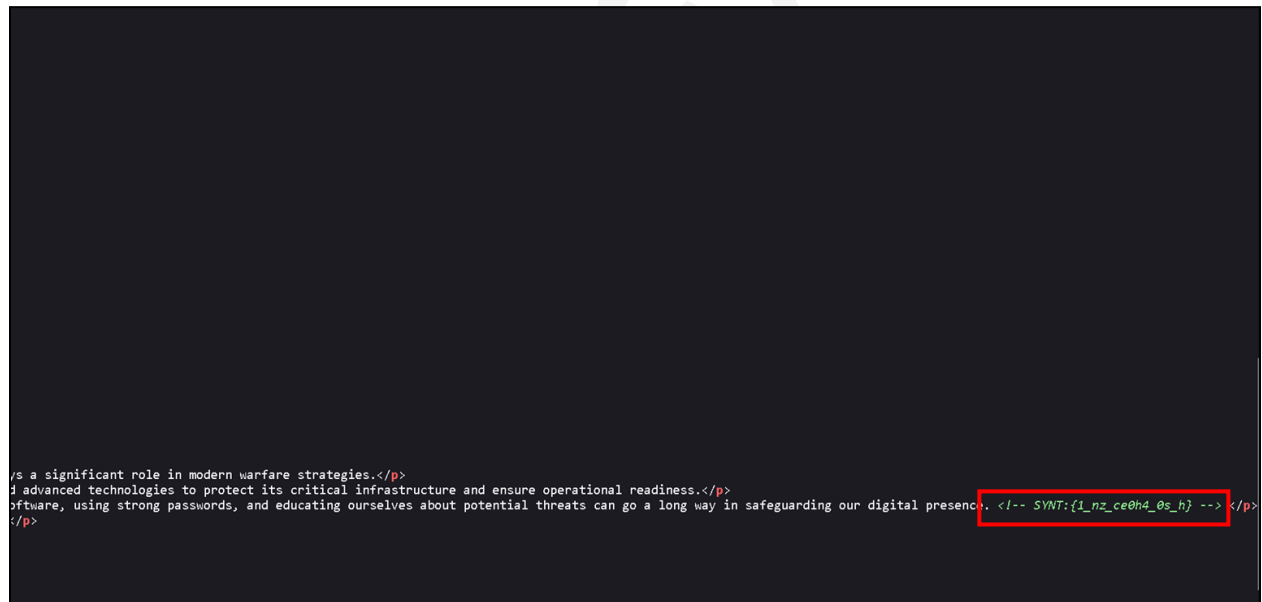 /s a significant role in modern warfare strategies.</p>
d advanced technologies to protect its critical infrastructure and ensure operational readiness.</p>
oftware, using strong passwords, and educating ourselves about potential threats can go a long way in safeguarding our digital presence. <!-- SYNT:{1_nz_ce0h4_0s_h} --> </p>
</p>